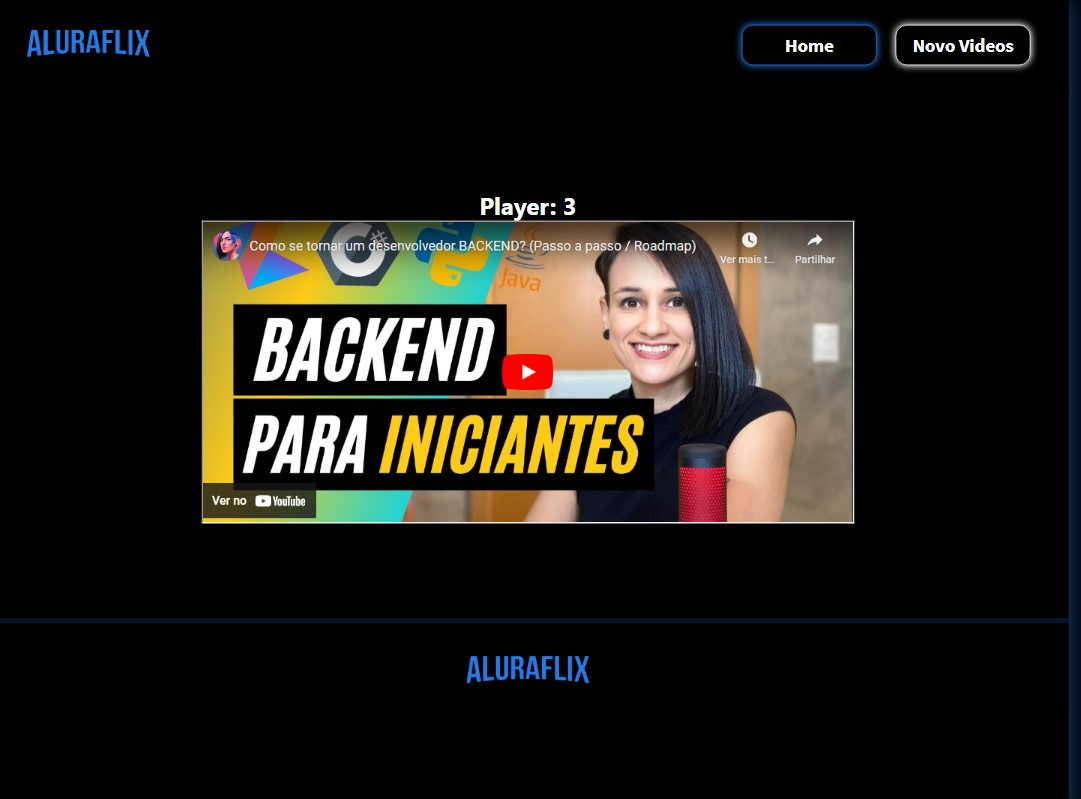 ALURAFLIX
Home
Novo Videos
Player: 3
Como se tornar um desenvolvedor BACKEND? (Passo a passo / Roadmap)
Ver mais t...
Partilhar
C#
Java
BACKEND
PARA INICIANTES
Ver no YouTube
ALURAFLIX